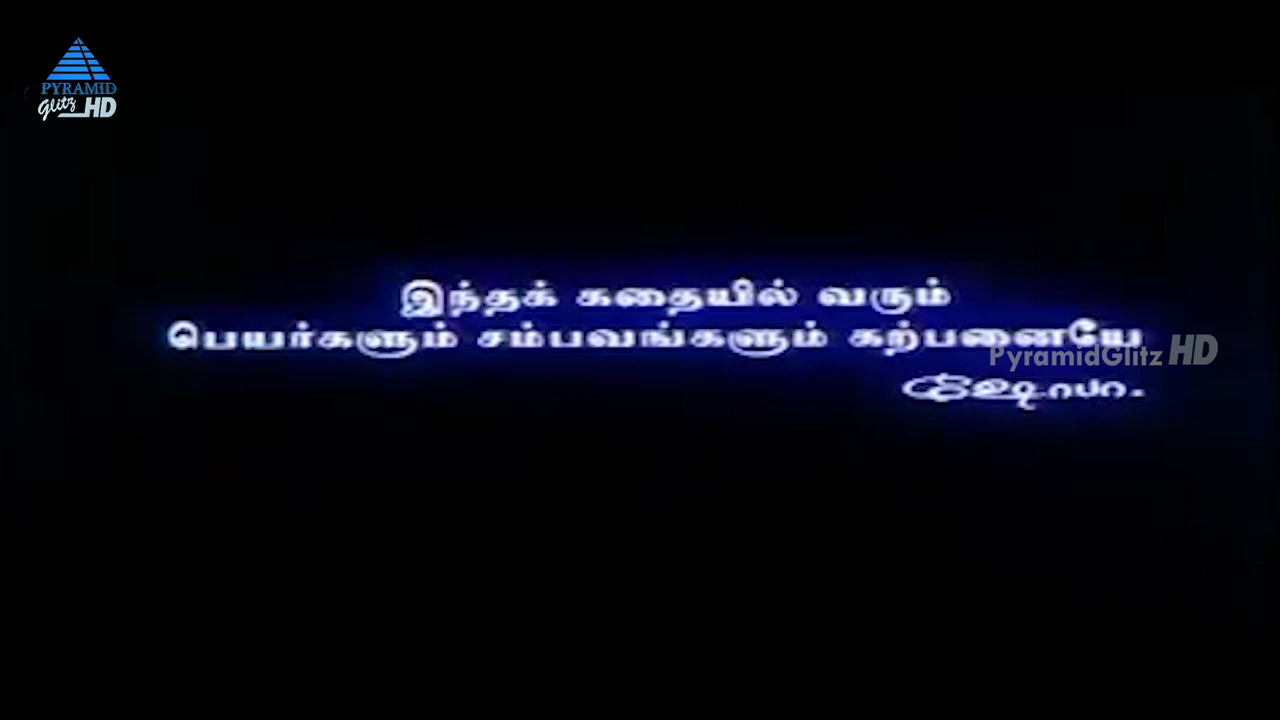 PYRAMID
glitz HD
இந்தக் கதையில் வரும்
பெயர்களும் சம்பவங்களும் கற்பனையே
PyramidGlitz HD
ஷோபா.